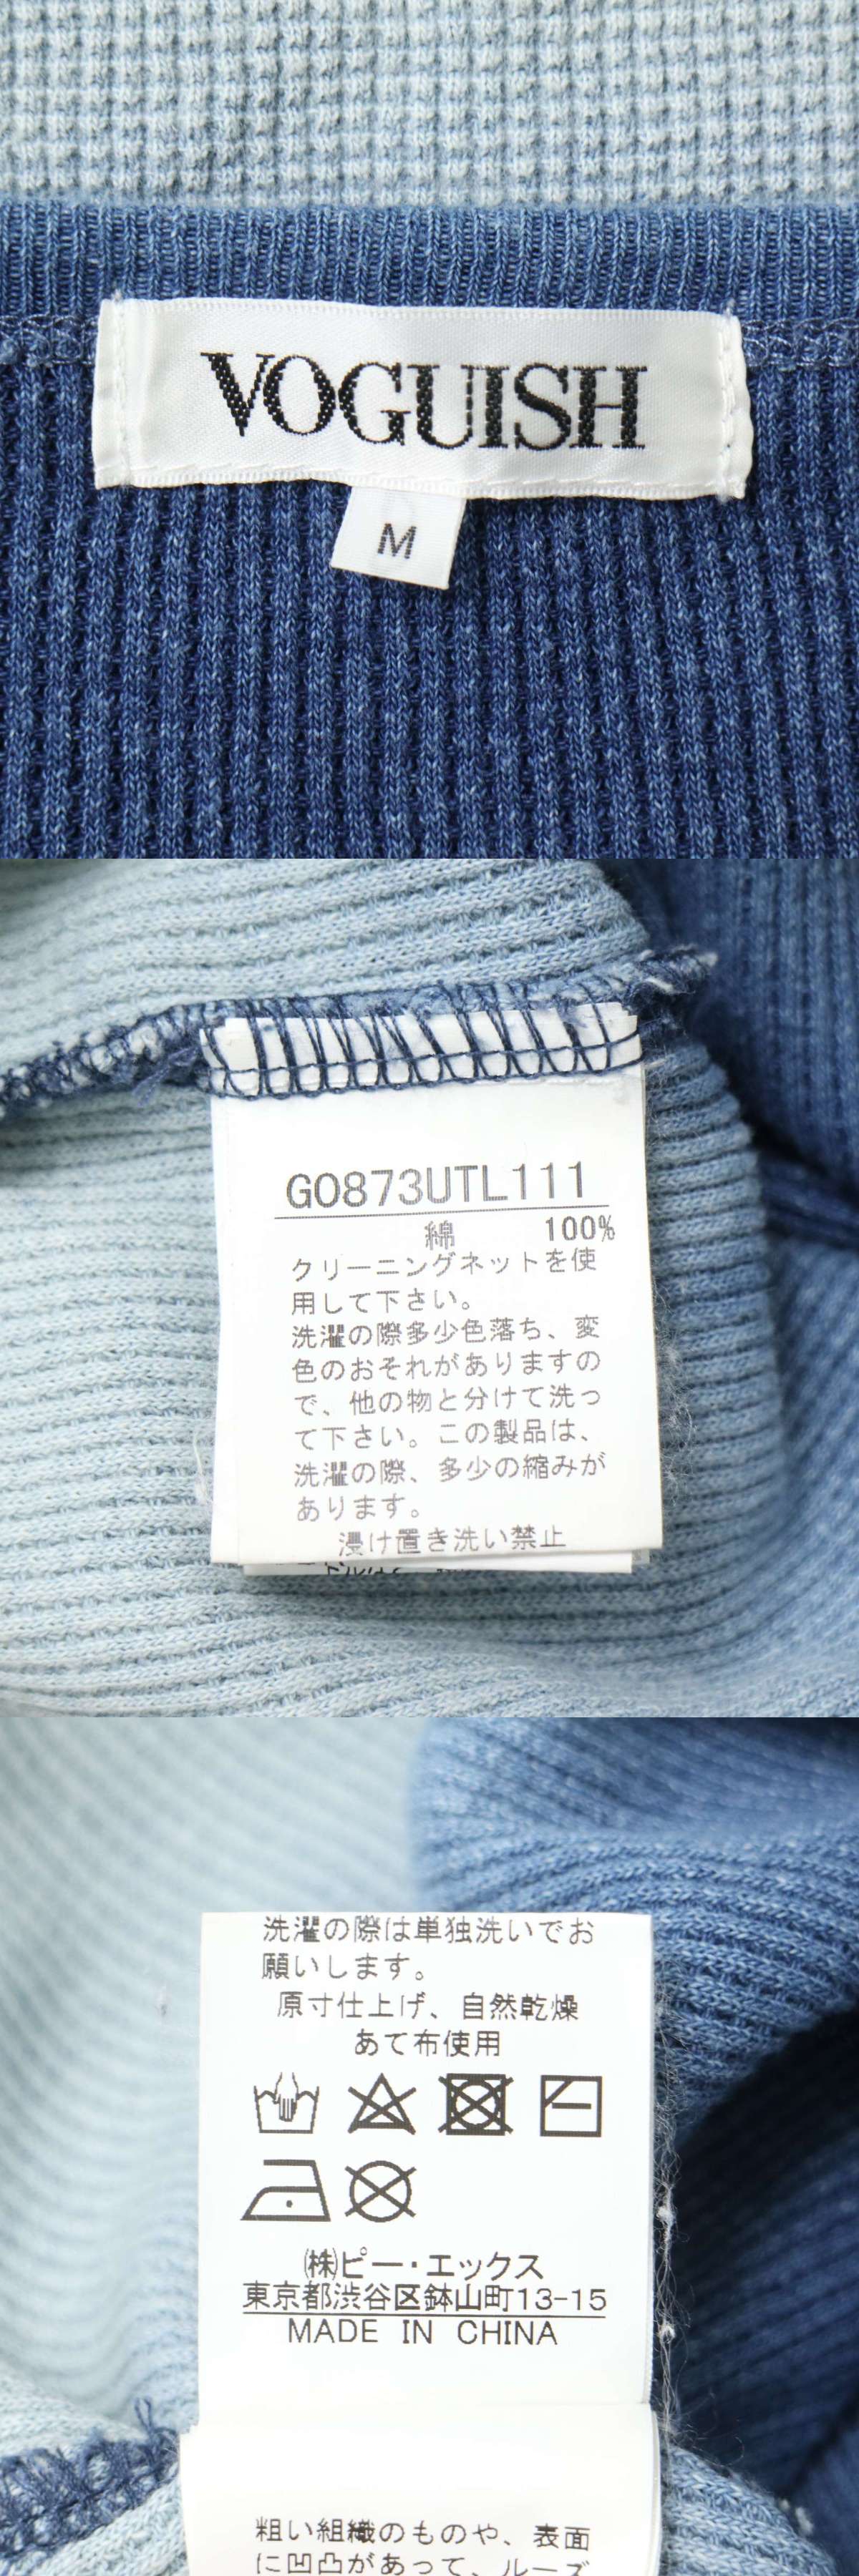 VOGUISH
M
G0873UTL111
綿 100%
クリーニングネットを使
用して下さい。
洗濯の際多少色落ち、変
色のおそれがありますの
で、他の物と分けて洗っ
て下さい。この製品は、
洗濯の際、多少の縮みが
あります。
浸け置き洗い禁止
洗濯の際は単独洗いでお
願いします。
原寸仕上げ、自然乾燥
あて布使用
㈱ピー・エックス
東京都渋谷区鉢山町13-15
MADE IN CHINA
粗い組織のものや、表面
に凹凸があって、ルーズ